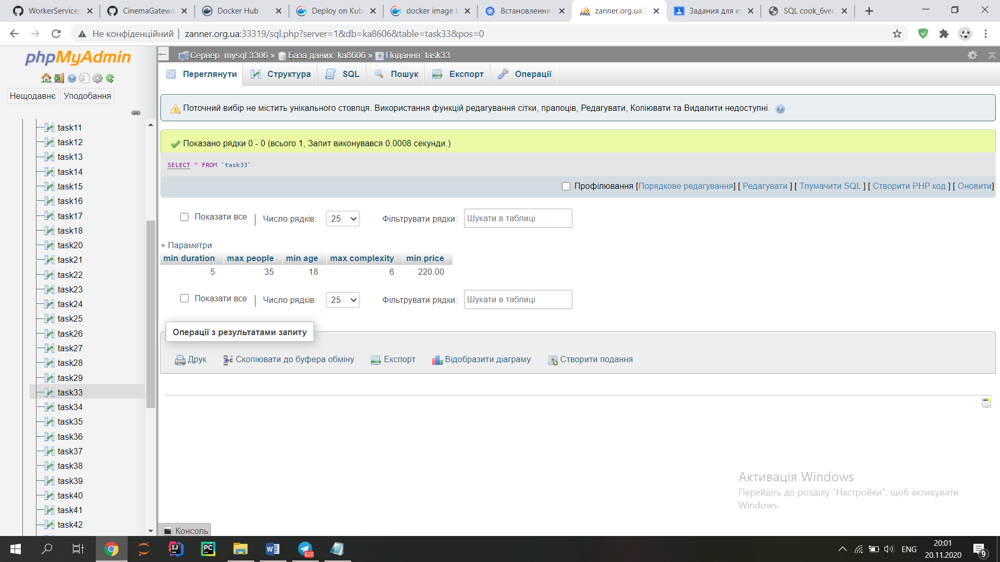 WorkerService/
CinemaGatewa
Docker Hub
Deploy on Kub
docker image b
Встановлення
zanner.org.ua:3
Задания для ку
SQL cook_6ver
Не конфіденційний
zanner.org.ua:33319/sql.php?server=1&db=ka8606&table=task33&pos=0
phpMyAdmin
Нещодавнє
Уподобання
task11
task12
task13
task14
task15
task16
task17
task18
task20
task21
task22
task23
task24
task25
task26
task27
task28
task29
task33
task34
task35
task36
task37
task38
task39
task40
task41
task42
Сервер: mysql:3306 » База даних: ka8606 » Подання: task33
Переглянути
Структура
SQL
Пошук
Експорт
Операції
Поточний вибір не містить унікального стовпця. Використання функцій редагування сітки, прапоців, Редагувати, Копіювати та Видалити недоступні.
Показано рядки 0 - 0 (всього 1, Запит виконувався 0.0008 секунди.)
SELECT * FROM `task33`
Профілювання [Порядкове редагування] [ Редагувати ] [ Тлумачити SQL ] [ Створити PHP код ] [ Оновити]
Показати все | Число рядків: 25 Фільтрувати рядки: Шукати в таблиці
+ Параметри
min duration max people min age max complexity min price
5 35 18 6 220.00
Показати все | Число рядків: 25 Фільтрувати рядки: Шукати в таблиці
Операції з результатами запиту
Друк
Скопіювати до буфера обміну
Експорт
Відобразити діаграму
Створити подання
Активація Windows
Перейдіть до розділу "Настройки", щоб активувати
Windows.
Консоль
820
ENG
20:01
20.11.2020
9